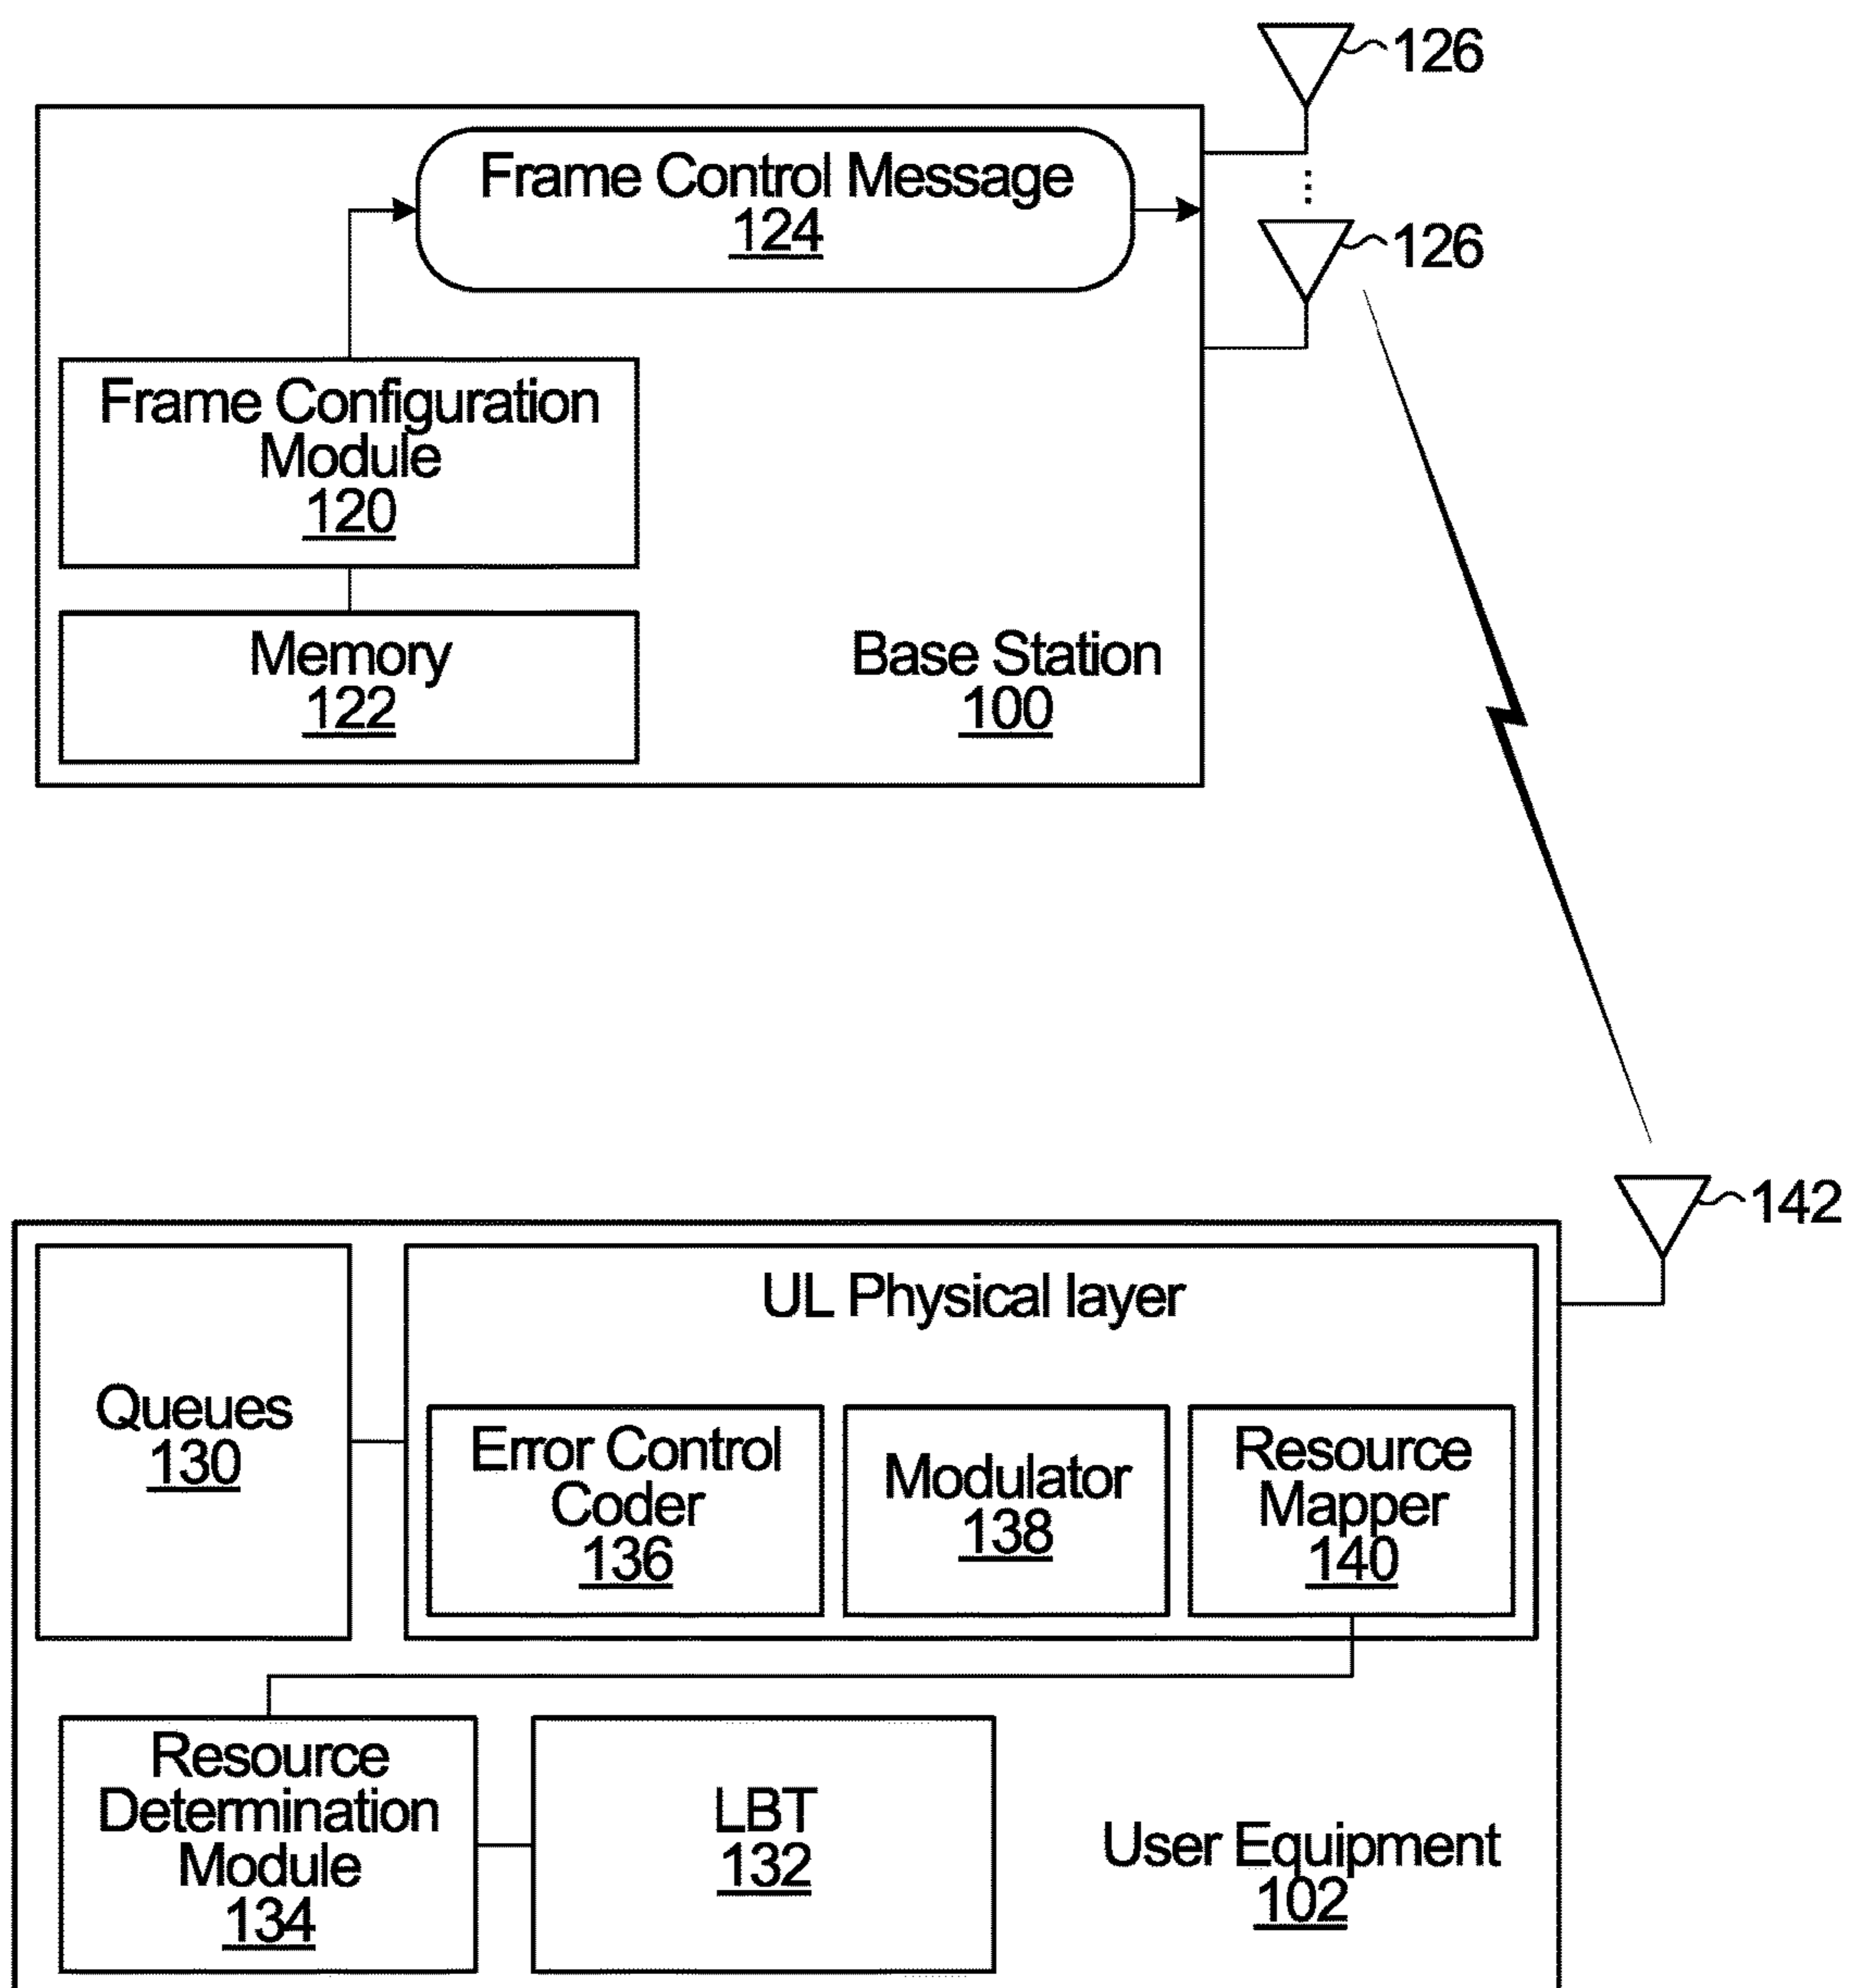 126
Frame Control Message
124
126
Frame Configuration
Module
120
Memory
122
Base Station
100
142
UL Physical layer
Queues
130
Error Control
Coder
136
Modulator
138
Resource
Mapper
140
Resource
Determination
Module
134
LBT
132
User Equipment
102